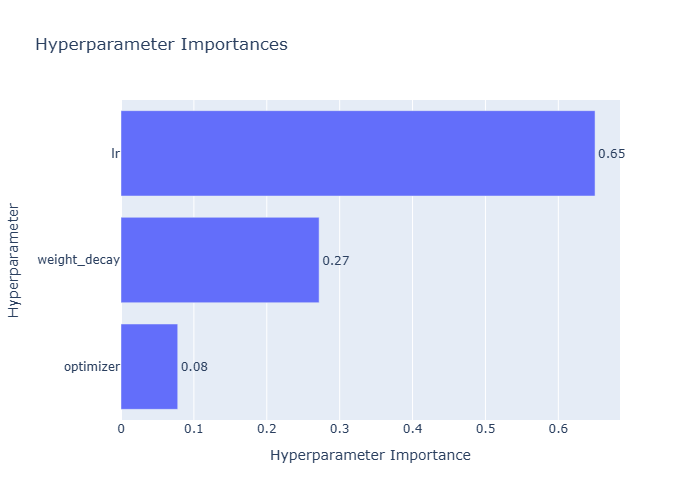 Hyperparameter Importances
Hyperparameter
lr
0.65
weight_decay
0.27
optimizer
0.08
0
0.1
0.2
0.3
0.4
0.5
0.6
Hyperparameter Importance